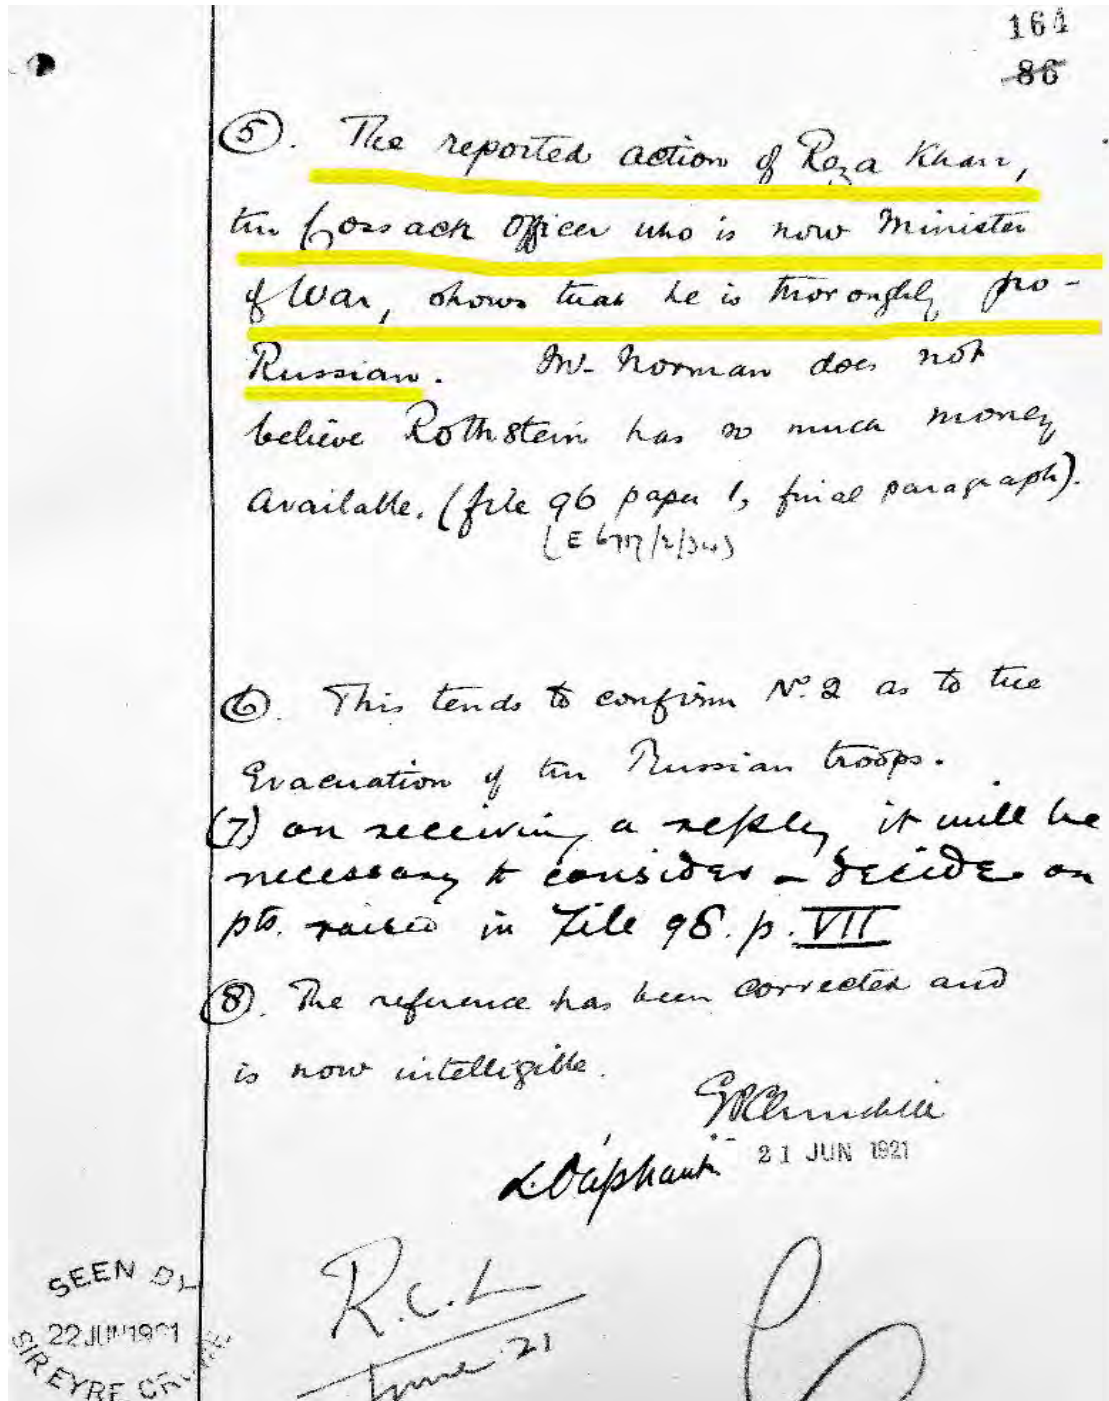 164
86
(5). The reported action of Reza Khan,
the Cossack Officer who is now Minister
of War, shows that he is thoroughly pro-
Russian. Mr Norman does not
believe Rothstein has so much money
available. (file 96 paper 1, final paragraph).
(E
(6). This tends to confirm No. 2 as to the
Evacuation of the Russian troops.
(7) on receiving a reply it will be
necessary to consider & decide on
pts. raised in File 98. p. VII
(8). The reference has been corrected and
is now intelligible.
GPChurchill
21 JUN 1921
L. Oliphant
R.C.L
June 21
SEEN BY
22 JUN 1921
SIR EYRE CROWE